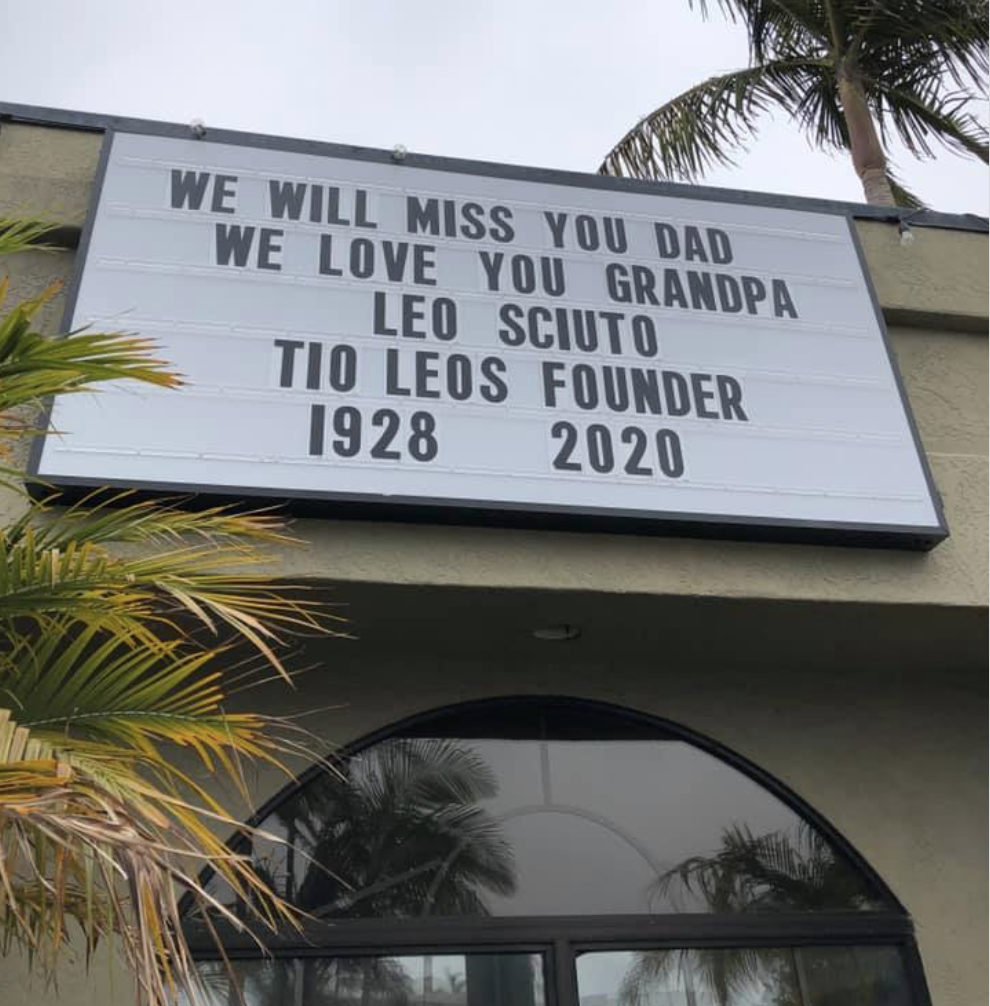 WE WILL MISS YOU DAD
WE LOVE YOU GRANDPA
LEO SCIUTO
TIO LEOS FOUNDER
1928 2020